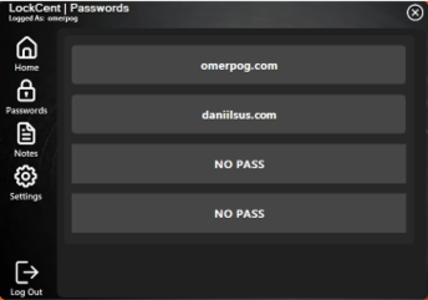 LockCent | Passwords
Logged As: omerpog
Home
Passwords
Notes
Settings
Log Out
omerpog.com
daniilsus.com
NO PASS
NO PASS